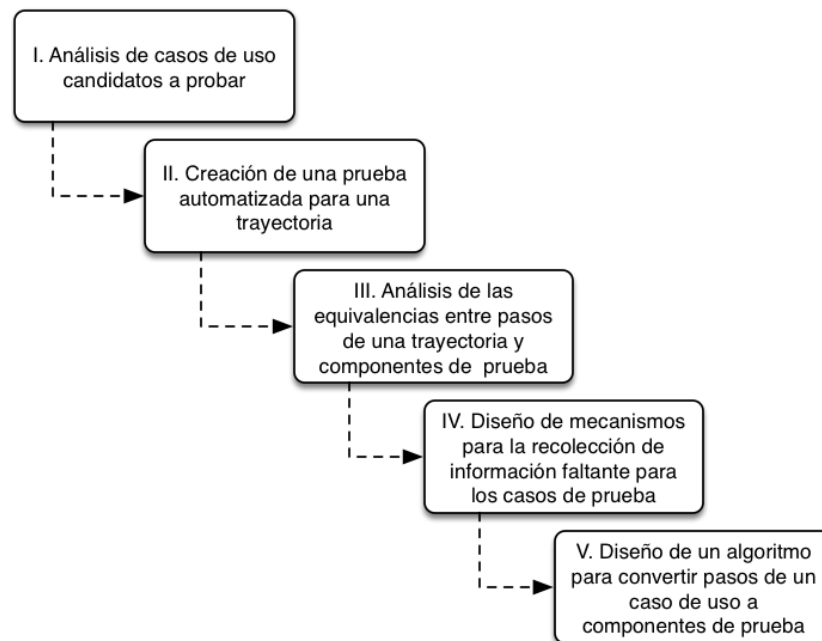 I. Análisis de casos de uso
candidatos a probar
II. Creación de una prueba
automatizada para una
trayectoria
III. Análisis de las
equivalencias entre pasos
de una trayectoria y
componentes de prueba
IV. Diseño de mecanismos
para la recolección de
información faltante para
los casos de prueba
V. Diseño de un algoritmo
para convertir pasos de un
caso de uso a
componentes de prueba